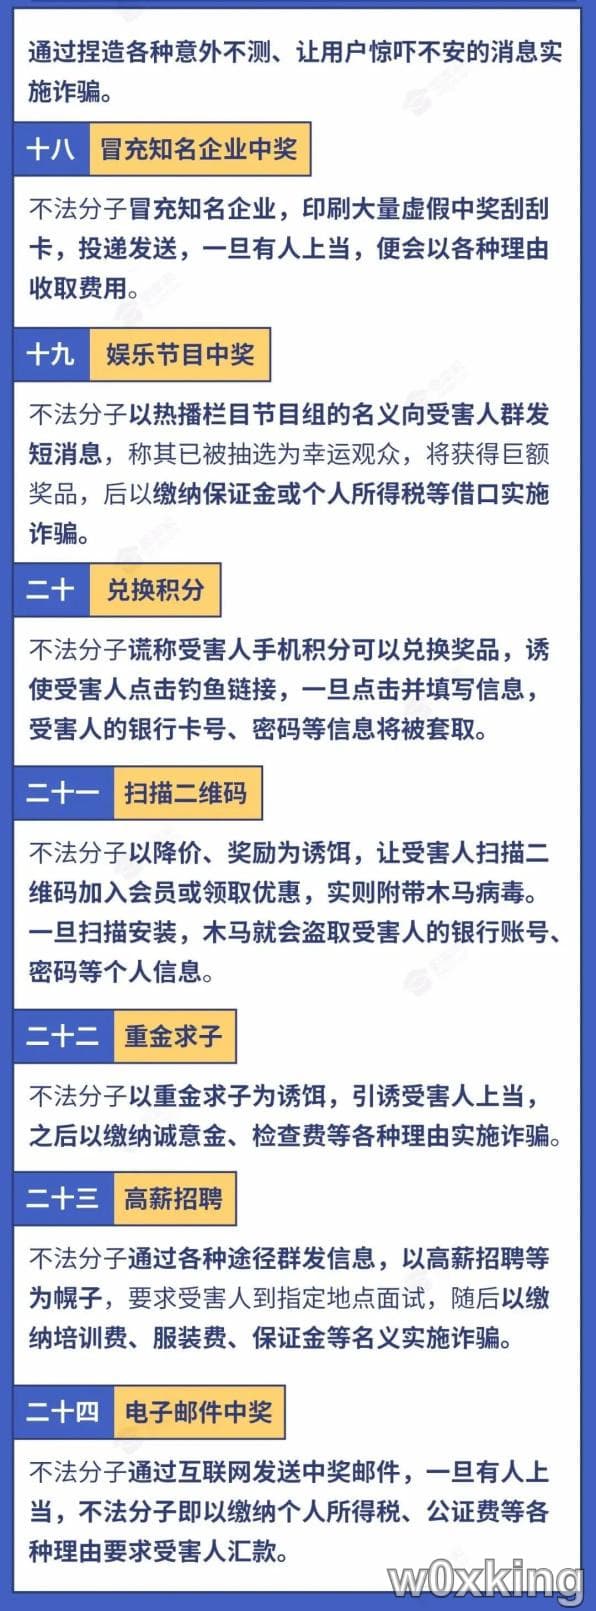 通过捏造各种意外不测、让用户惊吓不安的消息实
施诈骗。
十八 冒充知名企业中奖
不法分子冒充知名企业，印刷大量虚假中奖刮刮
卡，投递发送，一旦有人上当，便会以各种理由
收取费用。
十九 娱乐节目中奖
不法分子以热播栏目节目组的名义向受害人群发
短消息，称其已被抽选为幸运观众，将获得巨额
奖品，后以缴纳保证金或个人所得税等借口实施
诈骗。
二十 兑换积分
不法分子谎称受害人手机积分可以兑换奖品，诱
使受害人点击钓鱼链接，一旦点击并填写信息，
受害人的银行卡号、密码等信息将被套取。
二十一 扫描二维码
不法分子以降价、奖励为诱饵，让受害人扫描二
维码加入会员或领取优惠，实则附带木马病毒。
一旦扫描安装，木马就会盗取受害人的银行账号、
密码等个人信息。
二十二 重金求子
不法分子以重金求子为诱饵，引诱受害人上当，
之后以缴纳诚意金、检查费等各种理由实施诈骗。
二十三 高薪招聘
不法分子通过各种途径群发信息，以高薪招聘等
为幌子，要求受害人到指定地点面试，随后以缴
纳培训费、服装费、保证金等名义实施诈骗。
二十四 电子邮件中奖
不法分子通过互联网发送中奖邮件，一旦有人上
当，不法分子即以缴纳个人所得税、公证费等各
种理由要求受害人汇款。
w0xking